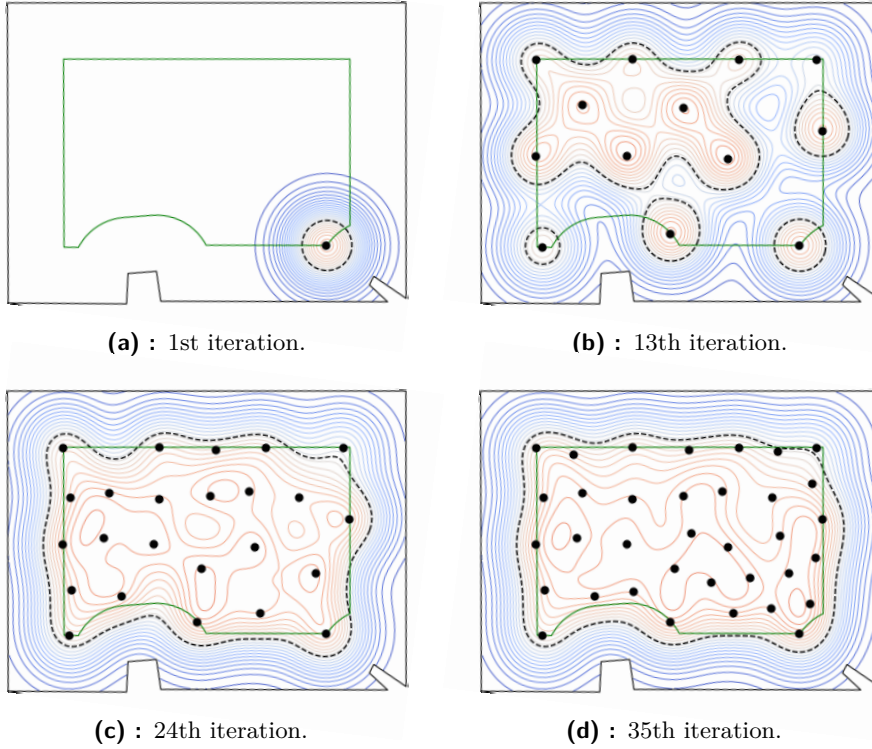 (a) : 1st iteration.
(b) : 13th iteration.
(c) : 24th iteration.
(d) : 35th iteration.